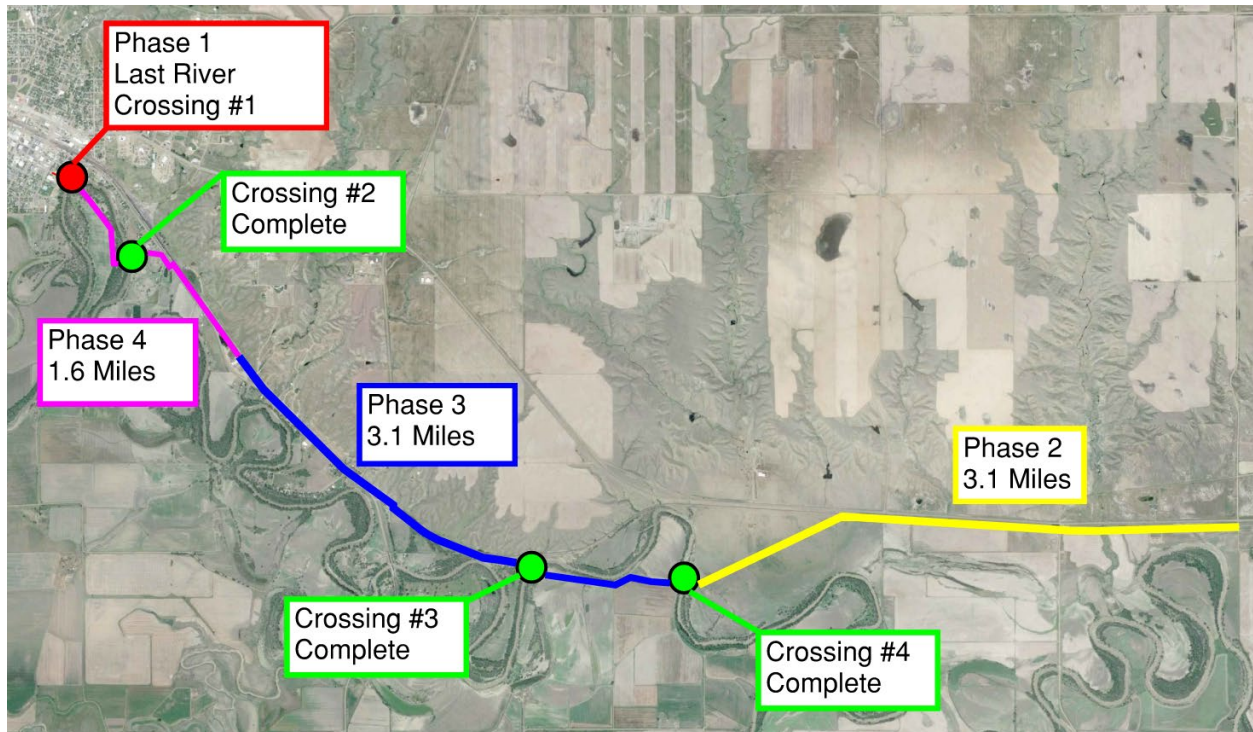 Phase 1
Last River
Crossing #1
Crossing #2
Complete
Phase 4
1.6 Miles
Phase 3
3.1 Miles
Phase 2
3.1 Miles
Crossing #3
Complete
Crossing #4
Complete